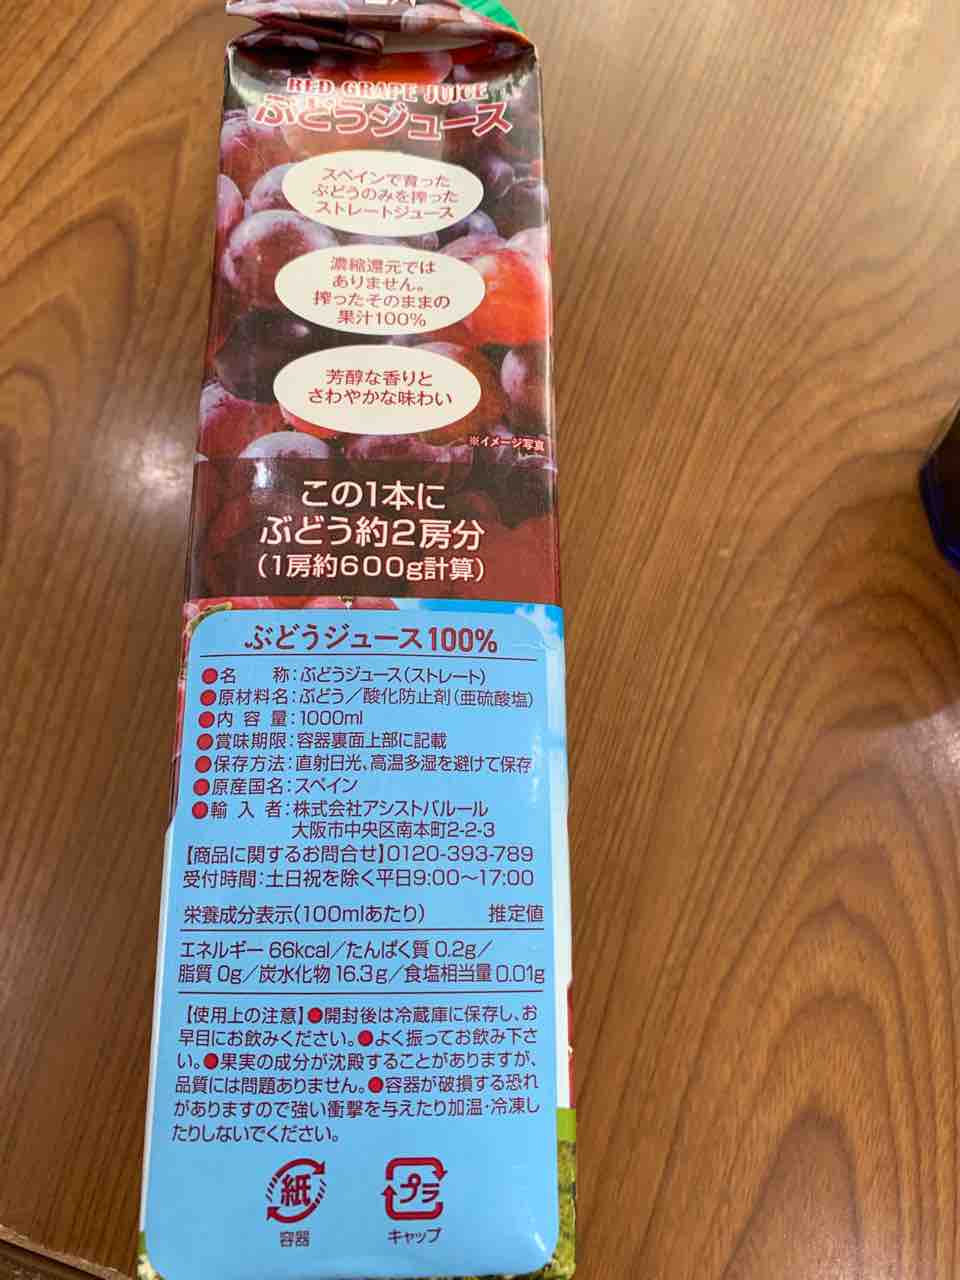 RED GRAPE JUICE
ぶどうジュース
スペインで育った
ぶどうのみを搾った
ストレートジュース
濃縮還元では
ありません。
搾ったそのままの
果汁100%
芳醇な香りと
さわやかな味わい
※イメージ写真
この1本に
ぶどう約2房分
(1房約600g計算)
ぶどうジュース100%
●名　　称:ぶどうジュース(ストレート)
●原材料名:ぶどう／酸化防止剤(亜硫酸塩)
●内 容 量:1000ml
●賞味期限:容器裏面上部に記載
●保存方法:直射日光、高温多湿を避けて保存
●原産国名:スペイン
●輸 入 者:株式会社アシストバルール
大阪市中央区南本町2-2-3
【商品に関するお問合せ】0120-393-789
受付時間:土日祝を除く平日9:00〜17:00
栄養成分表示(100mlあたり)　推定値
エネルギー 66kcal／たんぱく質 0.2g／
脂質 0g／炭水化物 16.3g／食塩相当量 0.01g
【使用上の注意】●開封後は冷蔵庫に保存し、お
早目にお飲みください。●よく振ってお飲み下さ
い。●果実の成分が沈殿することがありますが、
品質には問題ありません。●容器が破損する恐れ
がありますので強い衝撃を与えたり加温・冷凍し
たりしないでください。
紙
容器
プラ
キャップ